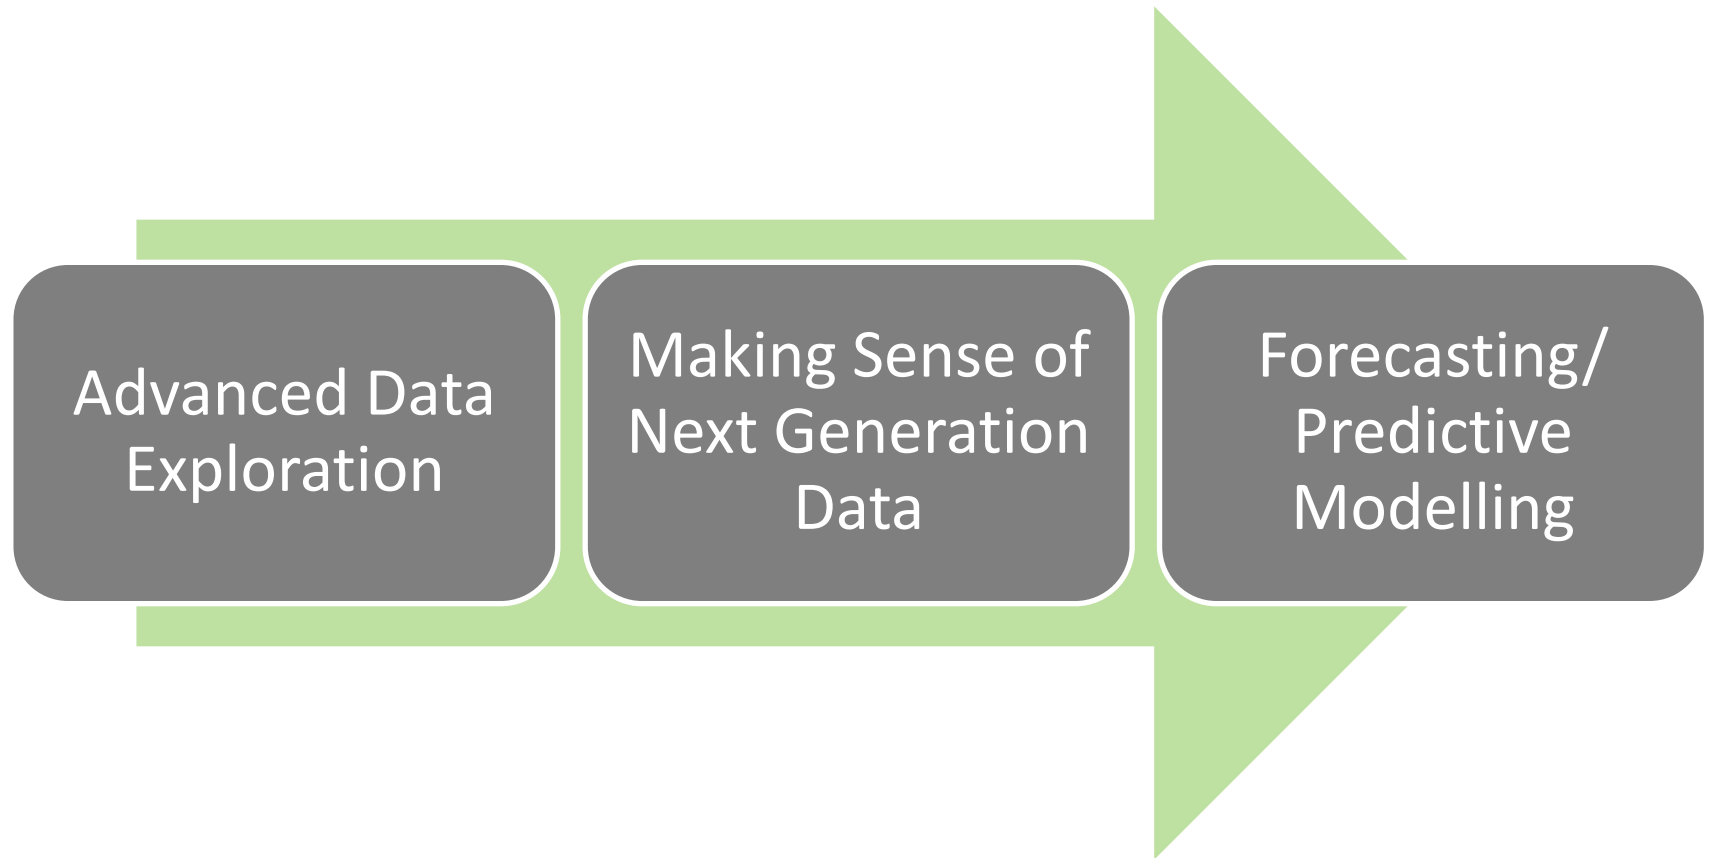 Advanced Data
Exploration
Making Sense of
Next Generation
Data
Forecasting/
Predictive
Modelling